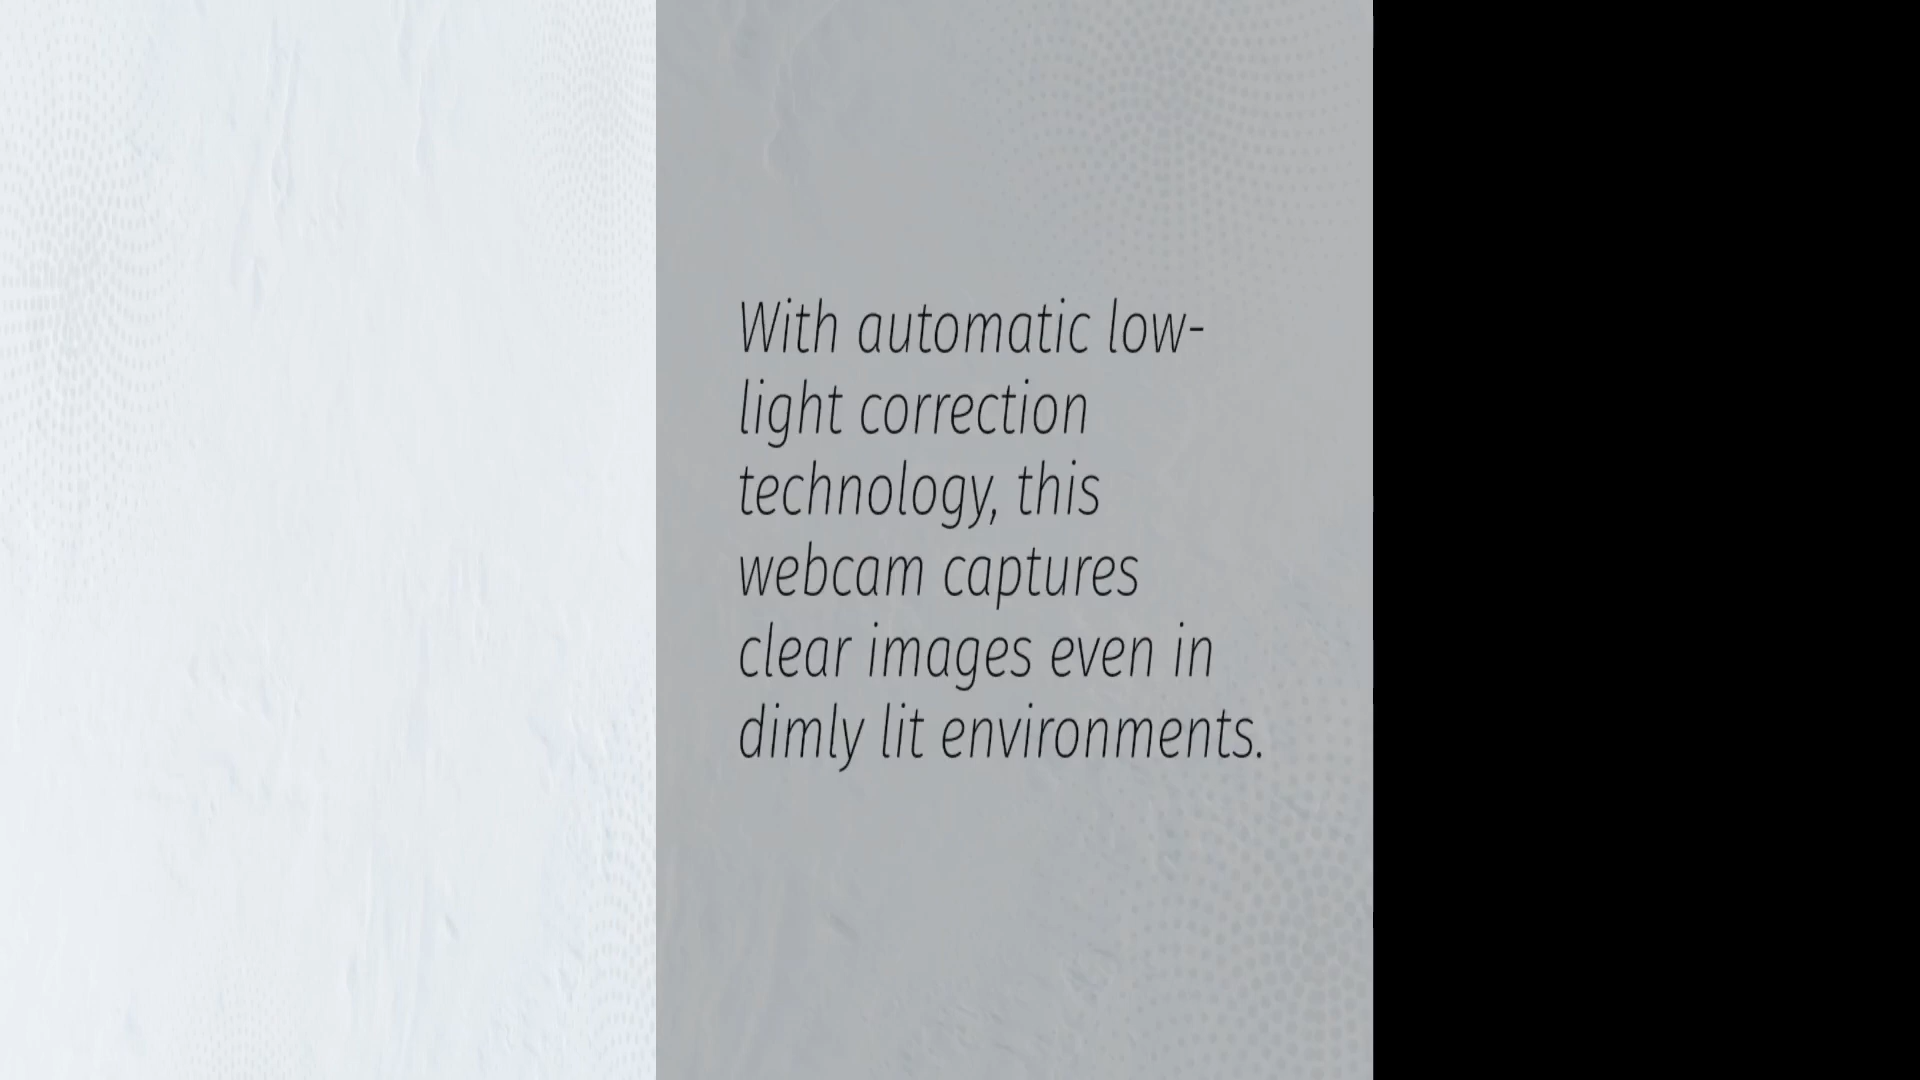 With automatic low-
light correction
technology, this
webcam captures
clear images even in
dimly lit environments.